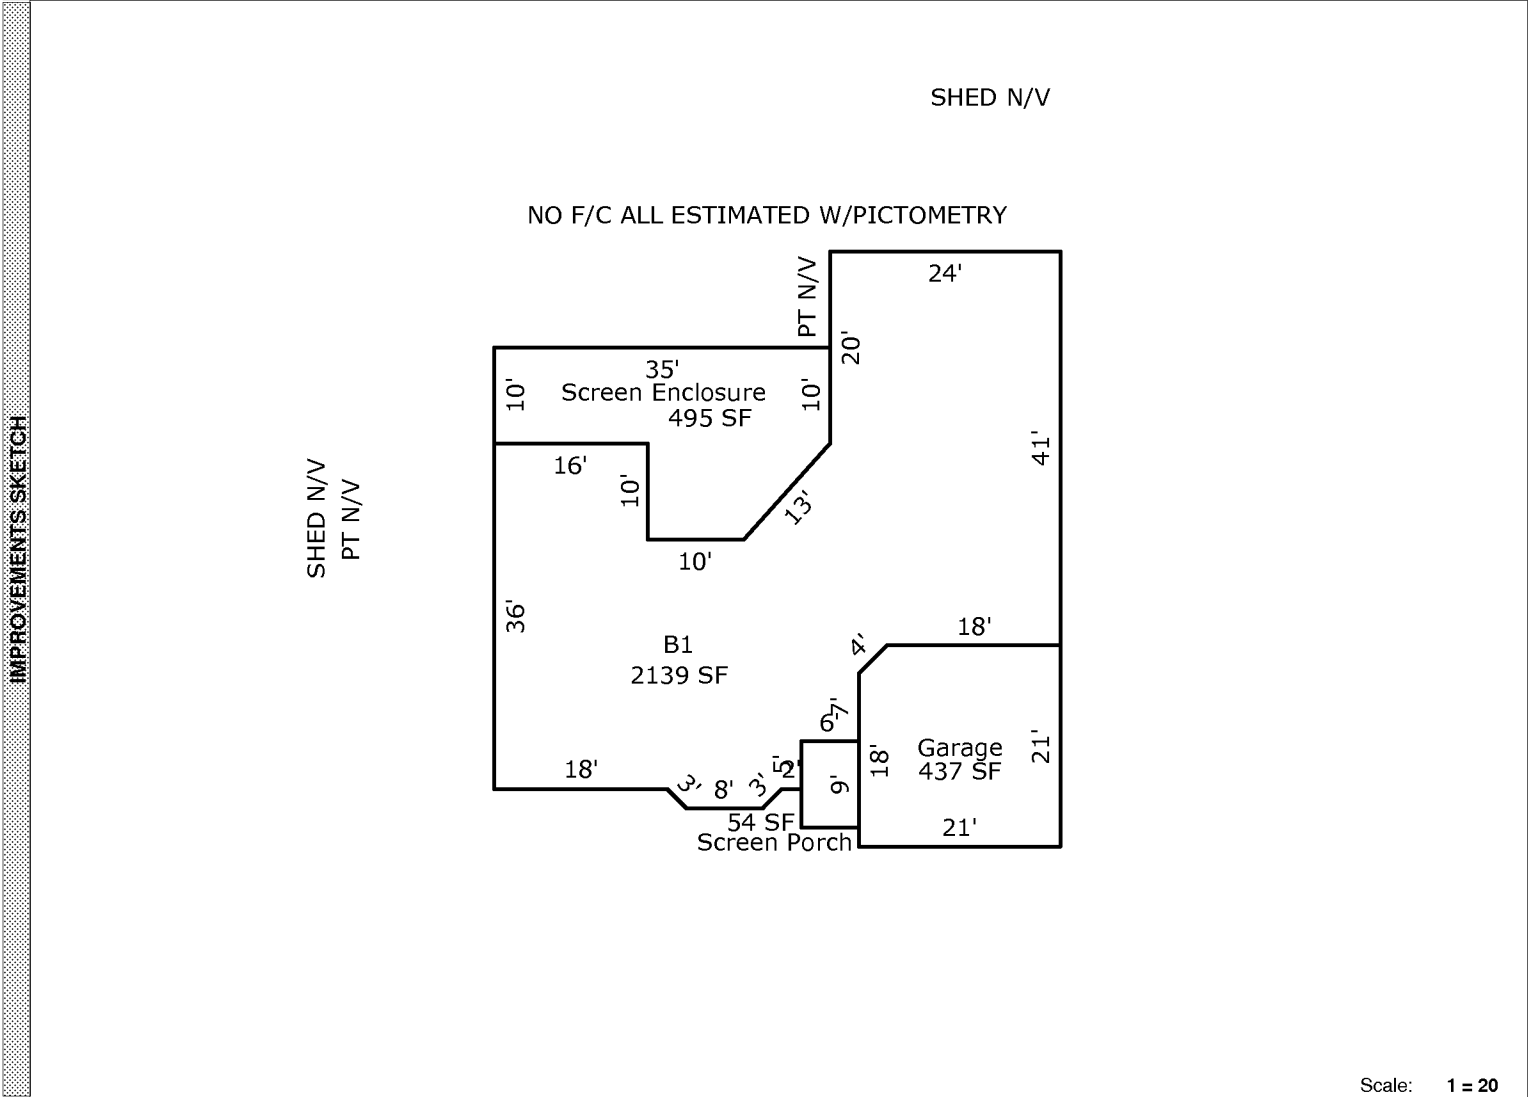 IMPROVEMENTS SKETCH
SHED N/V
NO F/C ALL ESTIMATED W/PICTOMETRY
PT N/V
24'
20'
35'
Screen Enclosure
495 SF
10'
10'
41'
16'
10'
13'
10'
SHED N/V
PT N/V
36'
B1
2139 SF
18'
4'
7'
6'
Garage
437 SF
18'
21'
21'
18'
3'
8'
3'
2'
5'
9'
54 SF
Screen Porch
Scale: 1 = 20